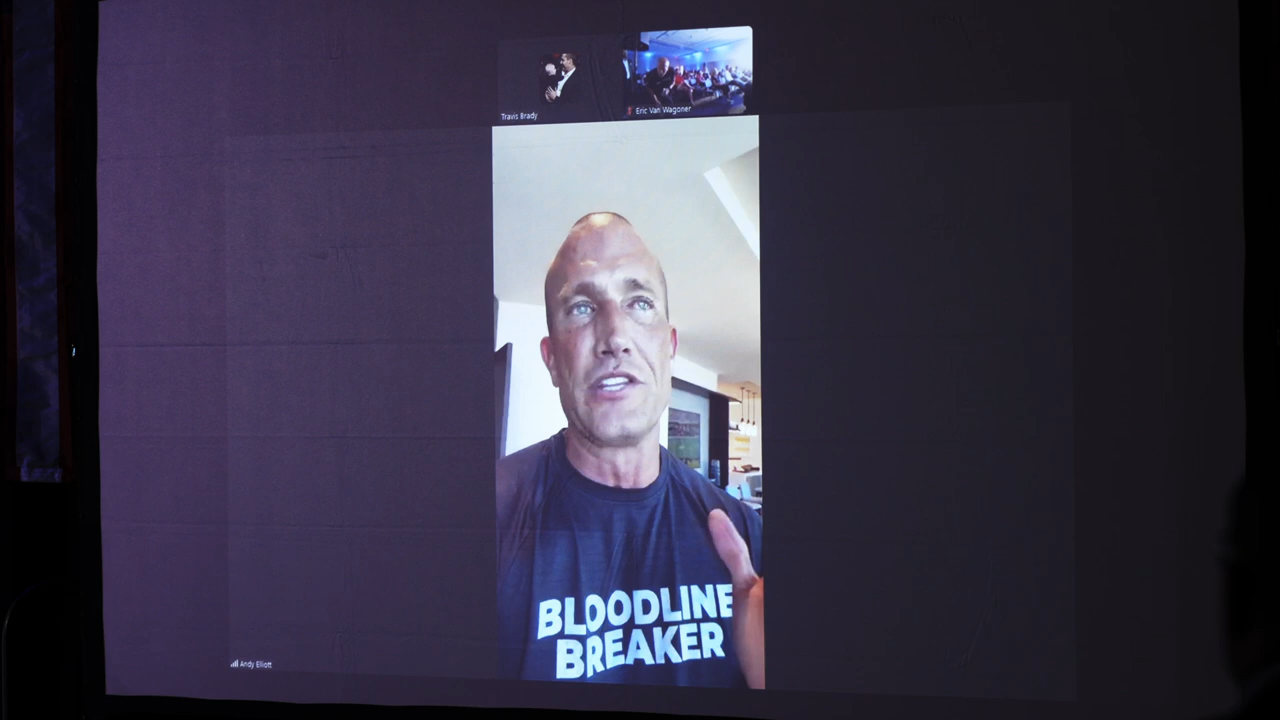 Travis Brady
Eric Van Wagoner
BLOODLINE
BREAKER
Andy Elliott